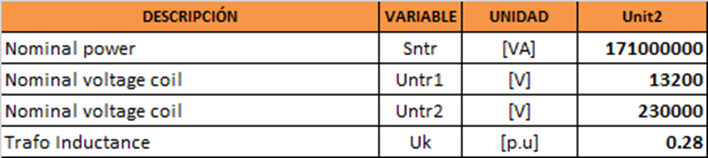 DESCRIPCIÓN VARIABLE UNIDAD Unit2
Nominal power Sntr [VA] 171000000
Nominal voltage coil Untr1 [V] 13200
Nominal voltage coil Untr2 [V] 230000
Trafo Inductance Uk [p.u] 0.28